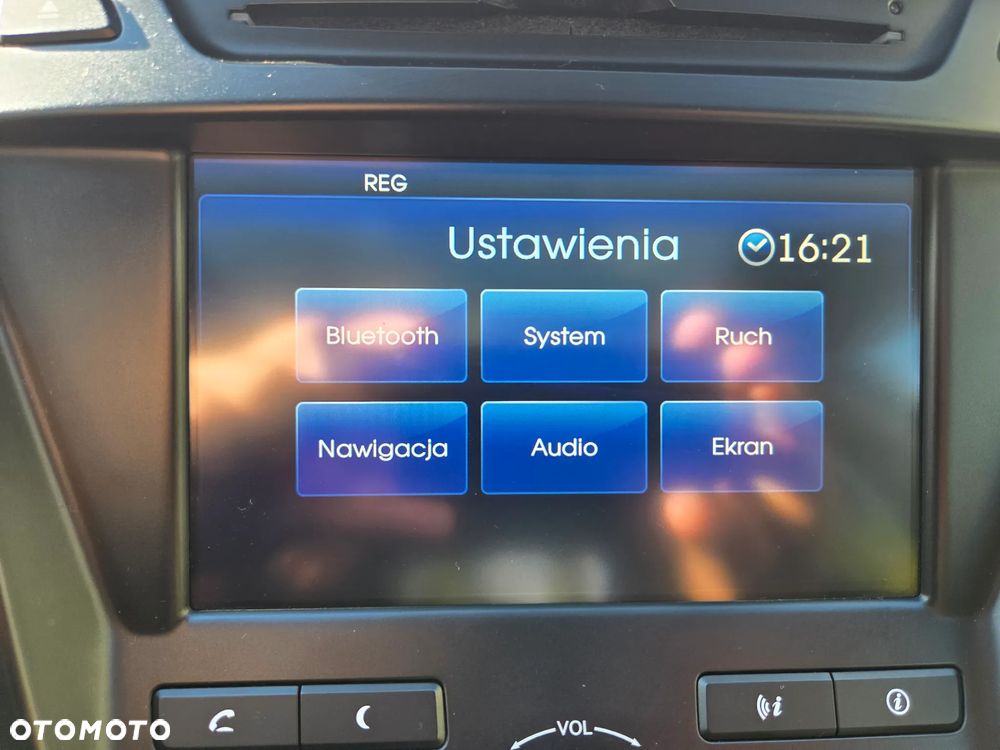 REG
Ustawienia 16:21
Bluetooth System Ruch
Nawigacja Audio Ekran
VOL
OTOMOTO